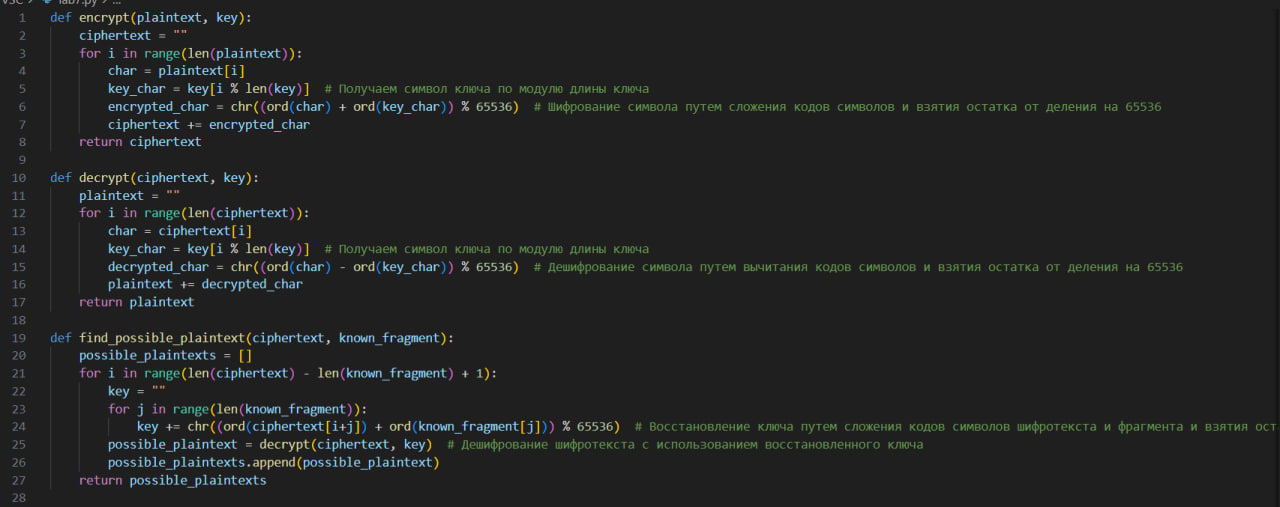 VSC > lab7.py > ...
1 def encrypt(plaintext, key):
2     ciphertext = ""
3     for i in range(len(plaintext)):
4         char = plaintext[i]
5         key_char = key[i % len(key)]  # Получаем символ ключа по модулю длины ключа
6         encrypted_char = chr((ord(char) + ord(key_char)) % 65536)  # Шифрование символа путем сложения кодов символов и взятия остатка от деления на 65536
7         ciphertext += encrypted_char
8     return ciphertext
9
10 def decrypt(ciphertext, key):
11     plaintext = ""
12     for i in range(len(ciphertext)):
13         char = ciphertext[i]
14         key_char = key[i % len(key)]  # Получаем символ ключа по модулю длины ключа
15         decrypted_char = chr((ord(char) - ord(key_char)) % 65536)  # Дешифрование символа путем вычитания кодов символов и взятия остатка от деления на 65536
16         plaintext += decrypted_char
17     return plaintext
18
19 def find_possible_plaintext(ciphertext, known_fragment):
20     possible_plaintexts = []
21     for i in range(len(ciphertext) - len(known_fragment) + 1):
22         key = ""
23         for j in range(len(known_fragment)):
24             key += chr((ord(ciphertext[i+j]) + ord(known_fragment[j])) % 65536)  # Восстановление ключа путем сложения кодов символов шифротекста и фрагмента и взятия ост
25         possible_plaintext = decrypt(ciphertext, key)  # Дешифрование шифротекста с использованием восстановленного ключа
26         possible_plaintexts.append(possible_plaintext)
27     return possible_plaintexts
28